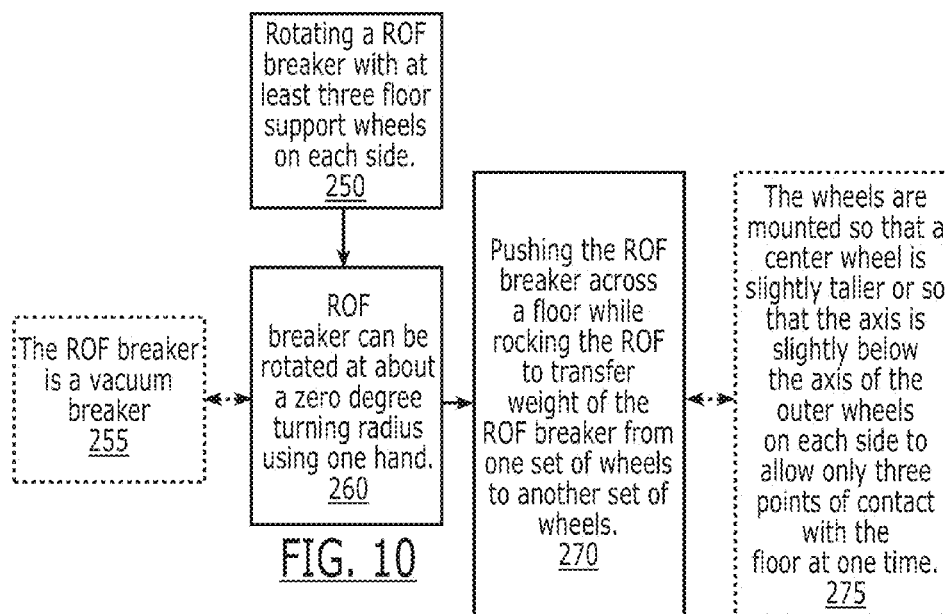 Rotating a ROF
breaker with at
least three floor
support wheels
on each side.
250
The ROF breaker
is a vacuum
breaker
255
ROF
breaker can be
rotated at about
a zero degree
turning radius
using one hand.
260
Pushing the ROF
breaker across
a floor while
rocking the ROF
to transfer
weight of the
ROF breaker from
one set of wheels
to another set of
wheels.
270
The wheels are
mounted so that a
center wheel is
slightly taller or so
that the axis is
slightly below
the axis of the
outer wheels
on each side to
allow only three
points of contact
with the
floor at one time.
275
FIG. 10